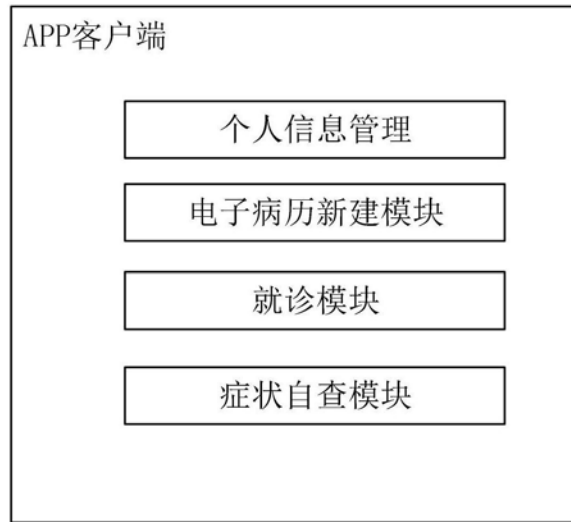 APP客户端
个人信息管理
电子病历新建模块
就诊模块
症状自查模块